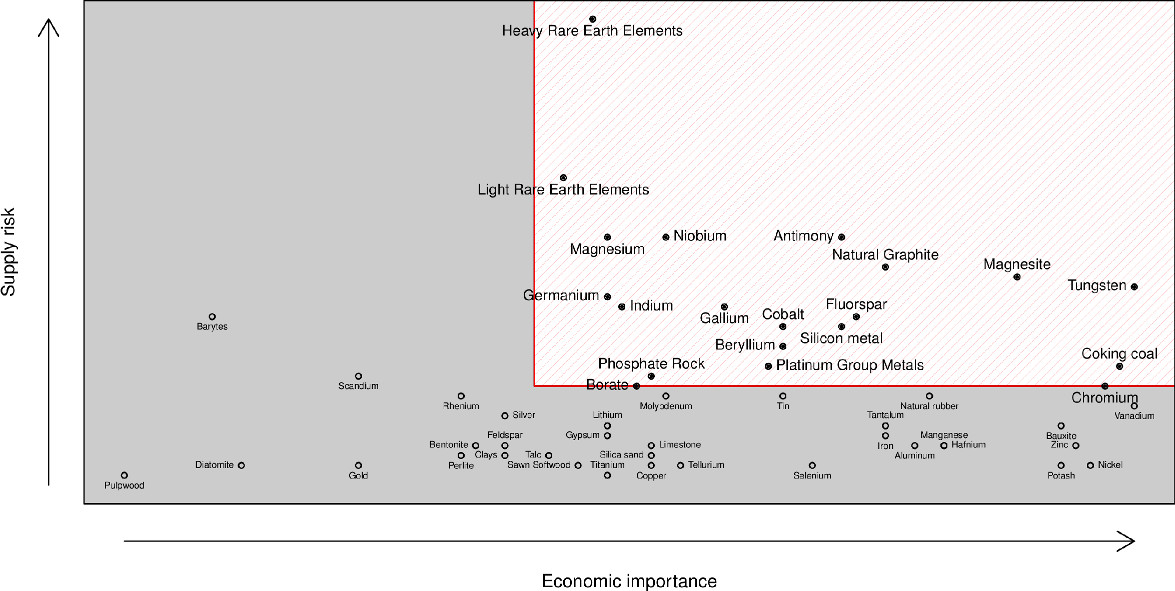 Heavy Rare Earth Elements
Light Rare Earth Elements
Niobium
Antimony
Magnesium
Natural Graphite
Magnesite
Tungsten
Germanium
Indium
Gallium
Cobalt
Fluorspar
Barytes
Silicon metal
Beryllium
Coking coal
Phosphate Rock
Platinum Group Metals
Scandium
Borate
Chromium
Rhenium
Molybdenum
Tin
Natural rubber
Vanadium
Silver
Lithium
Tantalum
Feldspar
Gypsum
Manganese
Bauxite
Bentonite
Limestone
Iron
Hafnium
Zinc
Clays
Talc
Silica sand
Aluminum
Diatomite
Perlite
Sawn Softwood
Titanium
Tellurium
Nickel
Pulpwood
Gold
Copper
Selenium
Potash
Supply risk
Economic importance